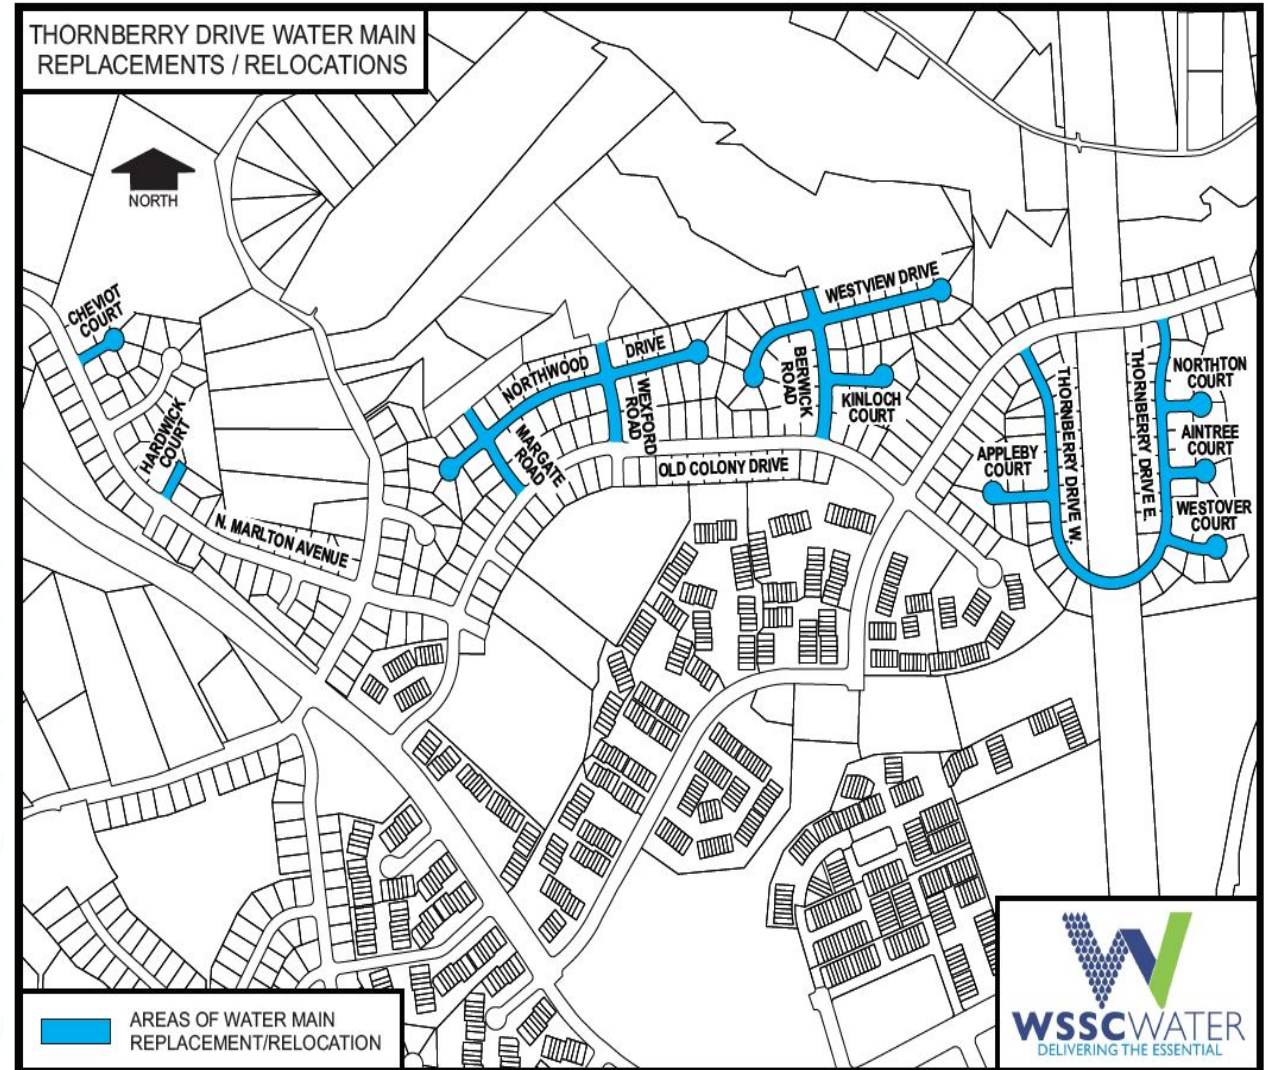 THORNBERRY DRIVE WATER MAIN
REPLACEMENTS / RELOCATIONS
NORTH
CHEVIOT
COURT
HARDWICK
COURT
N. MARLTON AVENUE
NORTHWOOD DRIVE
WEXFORD
ROAD
MARGATE
ROAD
OLD COLONY DRIVE
WESTVIEW DRIVE
BERWICK
ROAD
KINLOCH
COURT
APPLEBY
COURT
THORNBERRY DRIVE W.
THORNBERRY DRIVE E.
NORTHTON
COURT
AINTREE
COURT
WESTOVER
COURT
AREAS OF WATER MAIN
REPLACEMENT/RELOCATION
WSSCWATER
DELIVERING THE ESSENTIAL